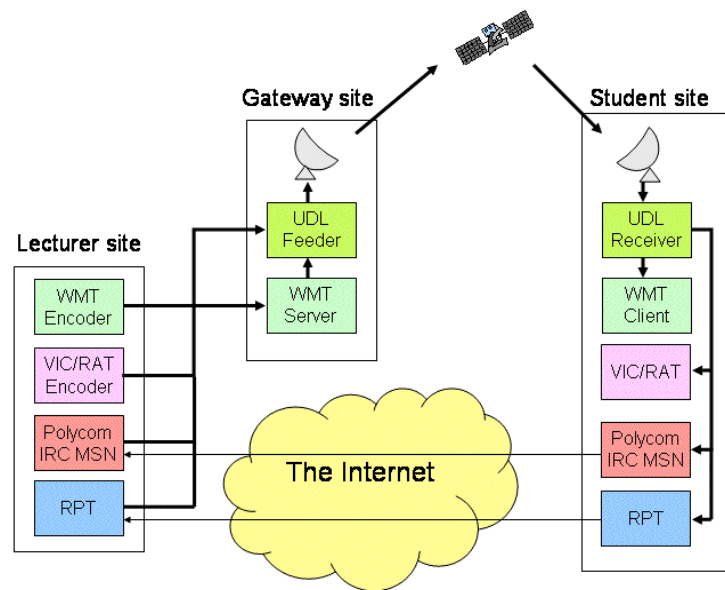 Gateway site
Student site
UDL
Feeder
UDL
Receiver
Lecturer site
WMT
Encoder
WMT
Server
WMT
Client
VIC/RAT
Encoder
VIC/RAT
Polycom
IRC MSN
The Internet
Polycom
IRC MSN
RPT
RPT